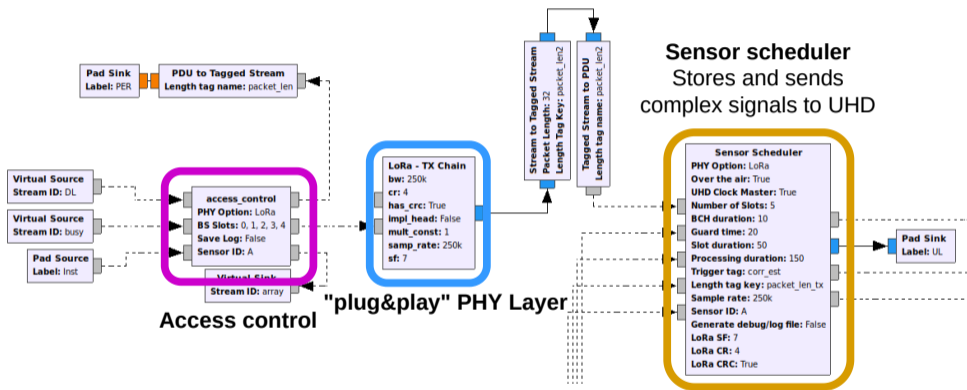 Sensor scheduler
Stores and sends
complex signals to UHD
Pad Sink
Label: PER
PDU to Tagged Stream
Length tag name: packet_len
Stream to Tagged Stream
Packet Length: 32
Length Tag Key: packet_len2
Tagged Stream to PDU
Length tag name: packet_len2
Virtual Source
Stream ID: DL
Virtual Source
Stream ID: busy
Pad Source
Label: Inst
access_control
PHY Option: LoRa
BS Slots: 0, 1, 2, 3, 4
Save Log: False
Sensor ID: A
Virtual Sink
Stream ID: array
Access control
LoRa - TX Chain
bw: 250k
cr: 4
has_crc: True
impl_head: False
mult_const: 1
samp_rate: 250k
sf: 7
"plug&play" PHY Layer
Sensor Scheduler
PHY Option: LoRa
Over the air: True
UHD Clock Master: True
Number of Slots: 5
BCH duration: 10
Guard time: 20
Slot duration: 50
Processing duration: 150
Trigger tag: corr_est
Length tag key: packet_len_tx
Sample rate: 250k
Sensor ID: A
Generate debug/log file: False
LoRa SF: 7
LoRa CR: 4
LoRa CRC: True
Pad Sink
Label: UL